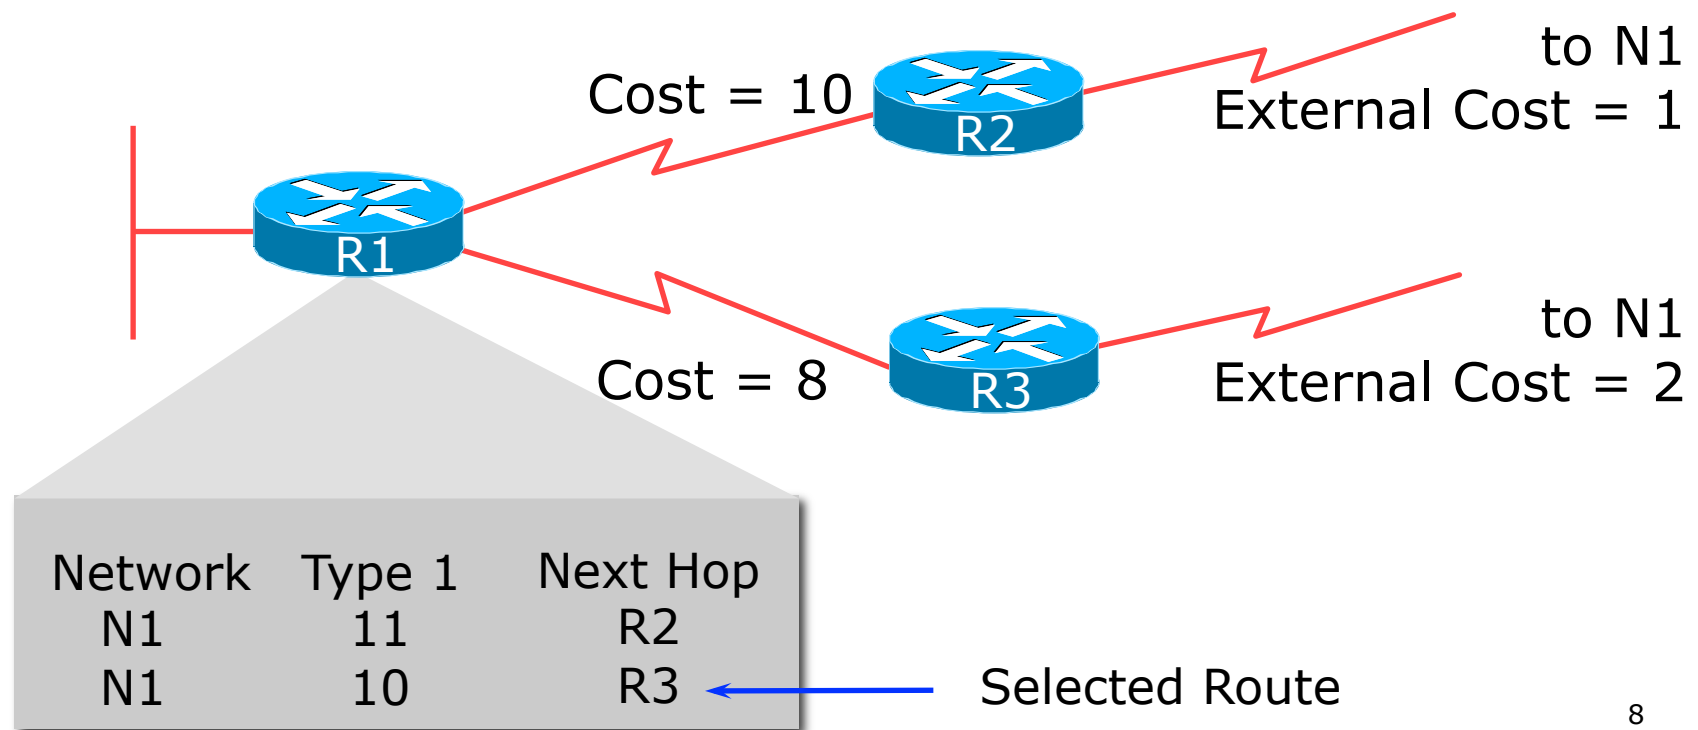 to N1
Cost = 10
External Cost = 1
R2
R1
to N1
Cost = 8
R3
External Cost = 2
Network Type 1 Next Hop
N1 11 R2
N1 10 R3
Selected Route
8